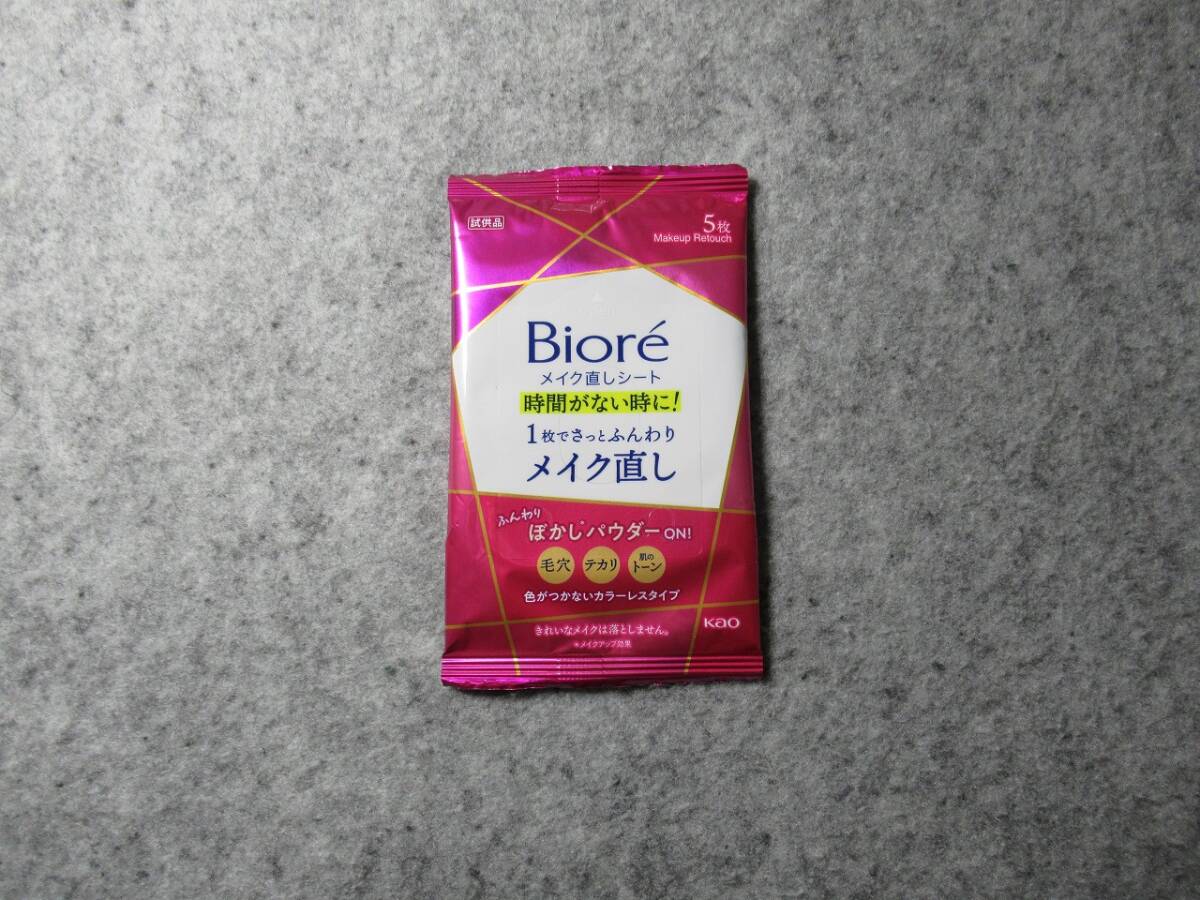 試供品
5枚
Makeup Retouch
Bioré
メイク直しシート
時間がない時に!
1枚でさっとふんわり
メイク直し
ふんわり
ぼかし*パウダーON!
毛穴
テカリ
肌の
トーン
色がつかないカラーレスタイプ
Kao
きれいなメイクは落としません。
*メイクアップ効果